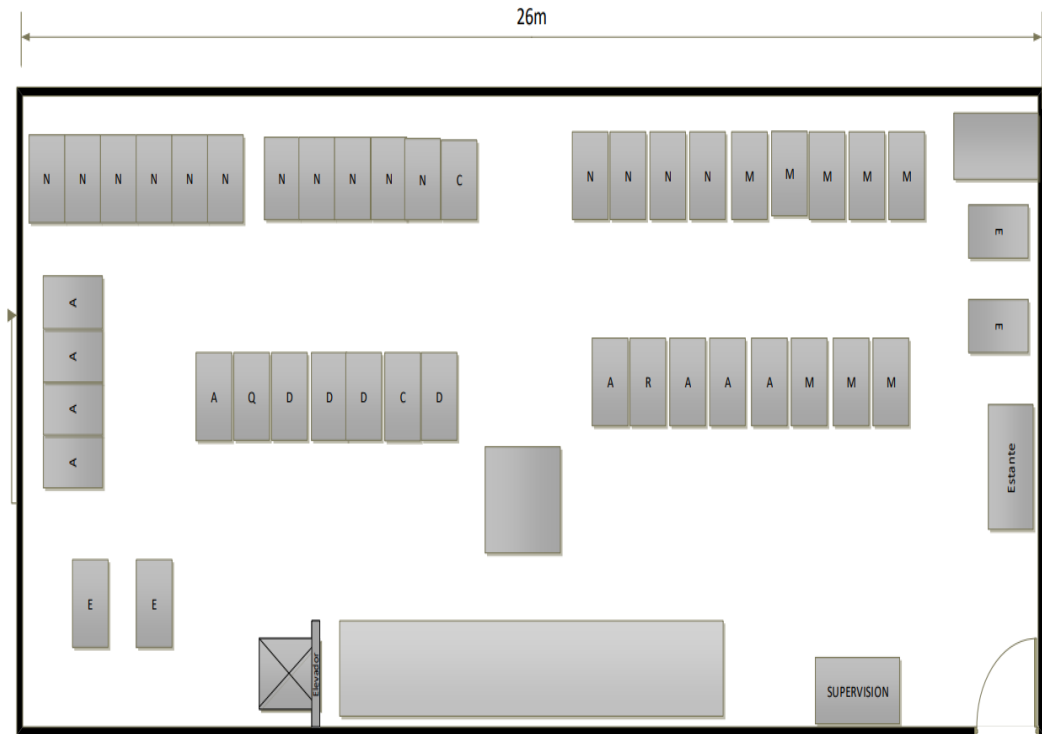 26m
N N N N N N N N N N N C N N N N M M M M M
E
A
E
A
A Q D D D C D A R A A A M M M
A
A
Estante
E E
Elevador
SUPERVISION